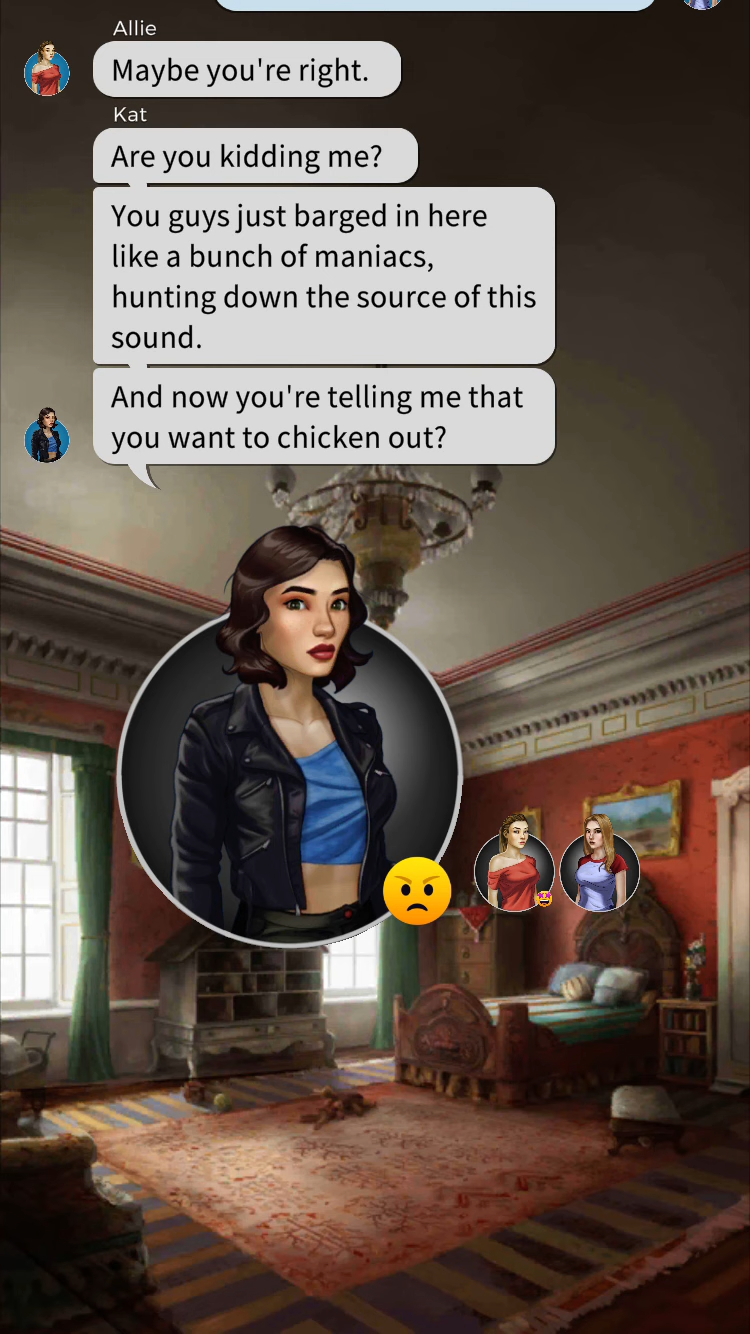 Allie
Maybe you're right.
Kat
Are you kidding me?
You guys just barged in here
like a bunch of maniacs,
hunting down the source of this
sound.
And now you're telling me that
you want to chicken out?